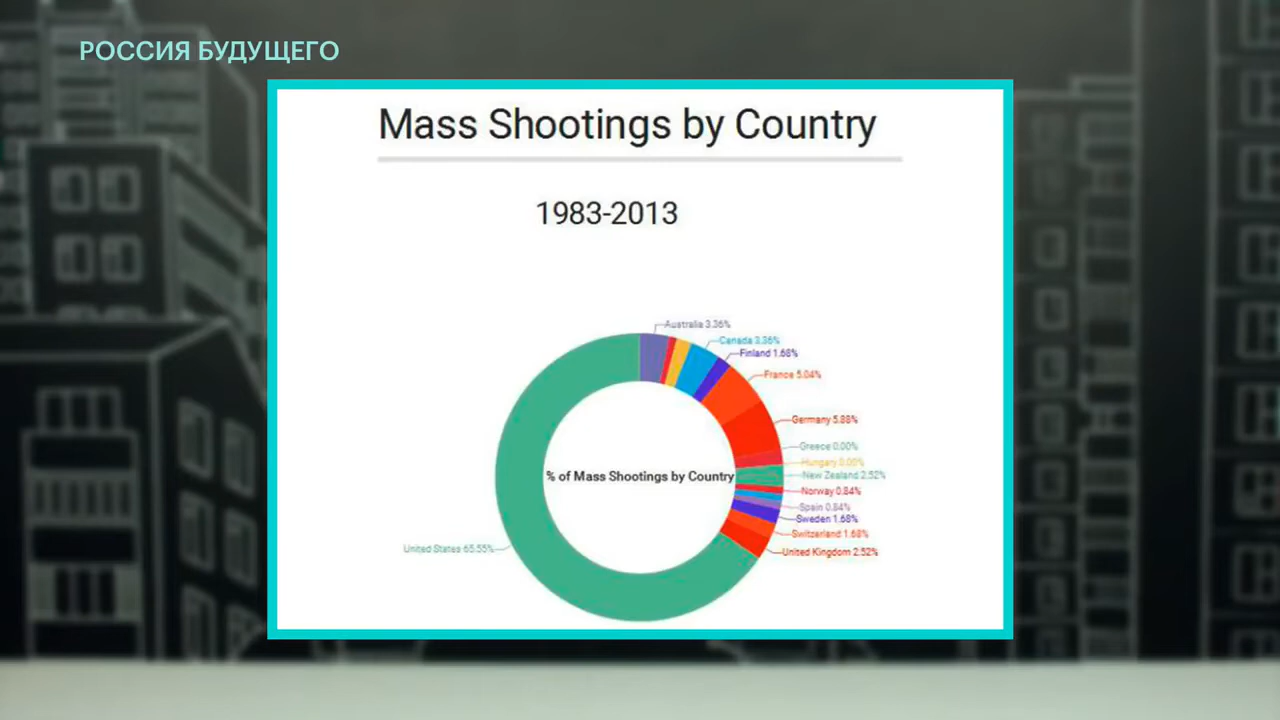 РОССИЯ БУДУЩЕГО
Mass Shootings by Country
1983-2013
Australia 3.36%
Canada 3.36%
Finland 1.68%
France 5.04%
Germany 5.88%
Greece 0.00%
Hungary 0.00%
New Zealand 2.52%
Norway 0.84%
Spain 0.84%
Sweden 1.68%
Switzerland 1.68%
United Kingdom 2.52%
United States 65.55%
% of Mass Shootings by Country